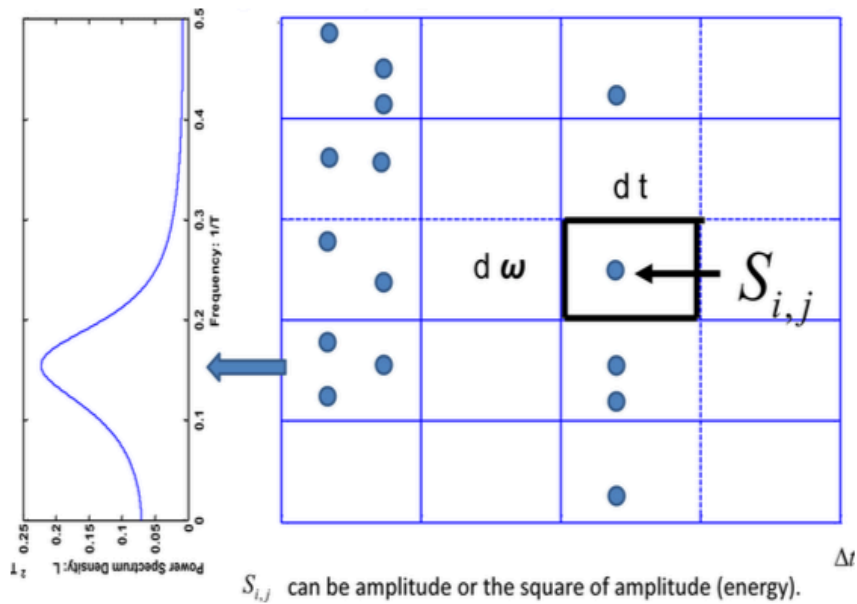 0.5
0.4
0.3
0.2
0.1
0
Frequency: 1/T
0.25
0.2
0.15
0.1
0.05
0
Power Spectrum Density: L² T
d t
d ω
S i,j
Δt
S i,j can be amplitude or the square of amplitude (energy).